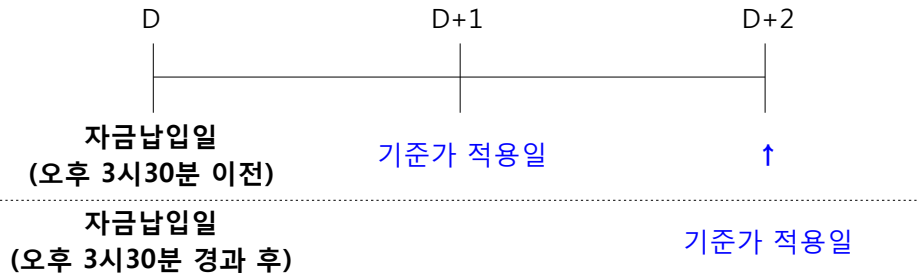 D D+1 D+2
자금납입일
(오후 3시30분 이전) 기준가 적용일 ↑
자금납입일
(오후 3시30분 경과 후) 기준가 적용일